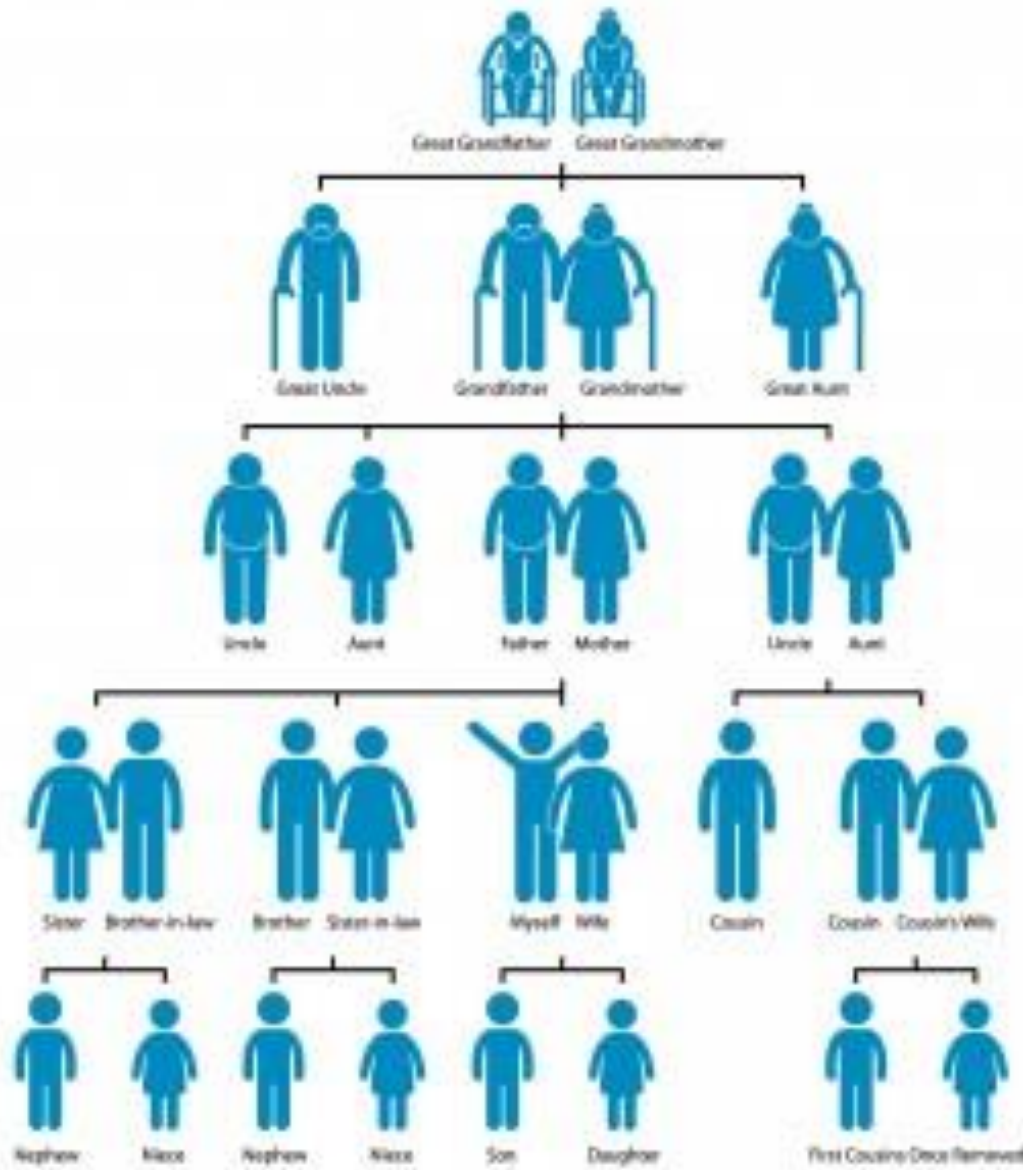 Great Grandfather Great Grandmother
Great Uncle Grandfather Grandmother Great Aunt
Uncle Aunt Father Mother Uncle Aunt
Sister Brother-in-law Brother Sister-in-law Myself Wife Cousin Cousin Cousin's Wife
Nephew Niece Nephew Niece Son Daughter First Cousins Once Removed